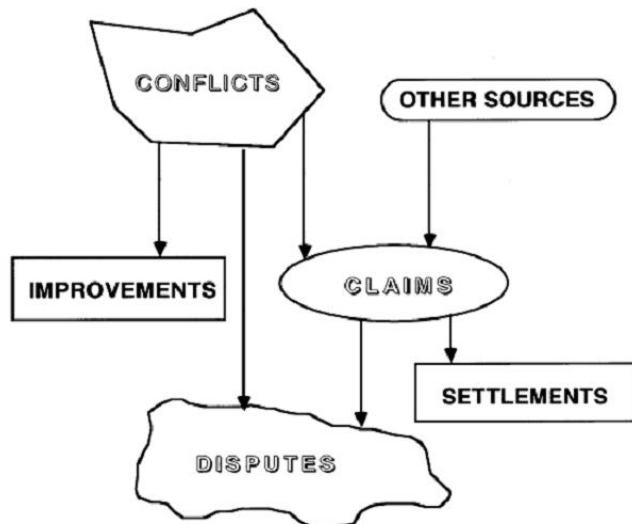 CONFLICTS
OTHER SOURCES
IMPROVEMENTS
CLAIMS
SETTLEMENTS
DISPUTES